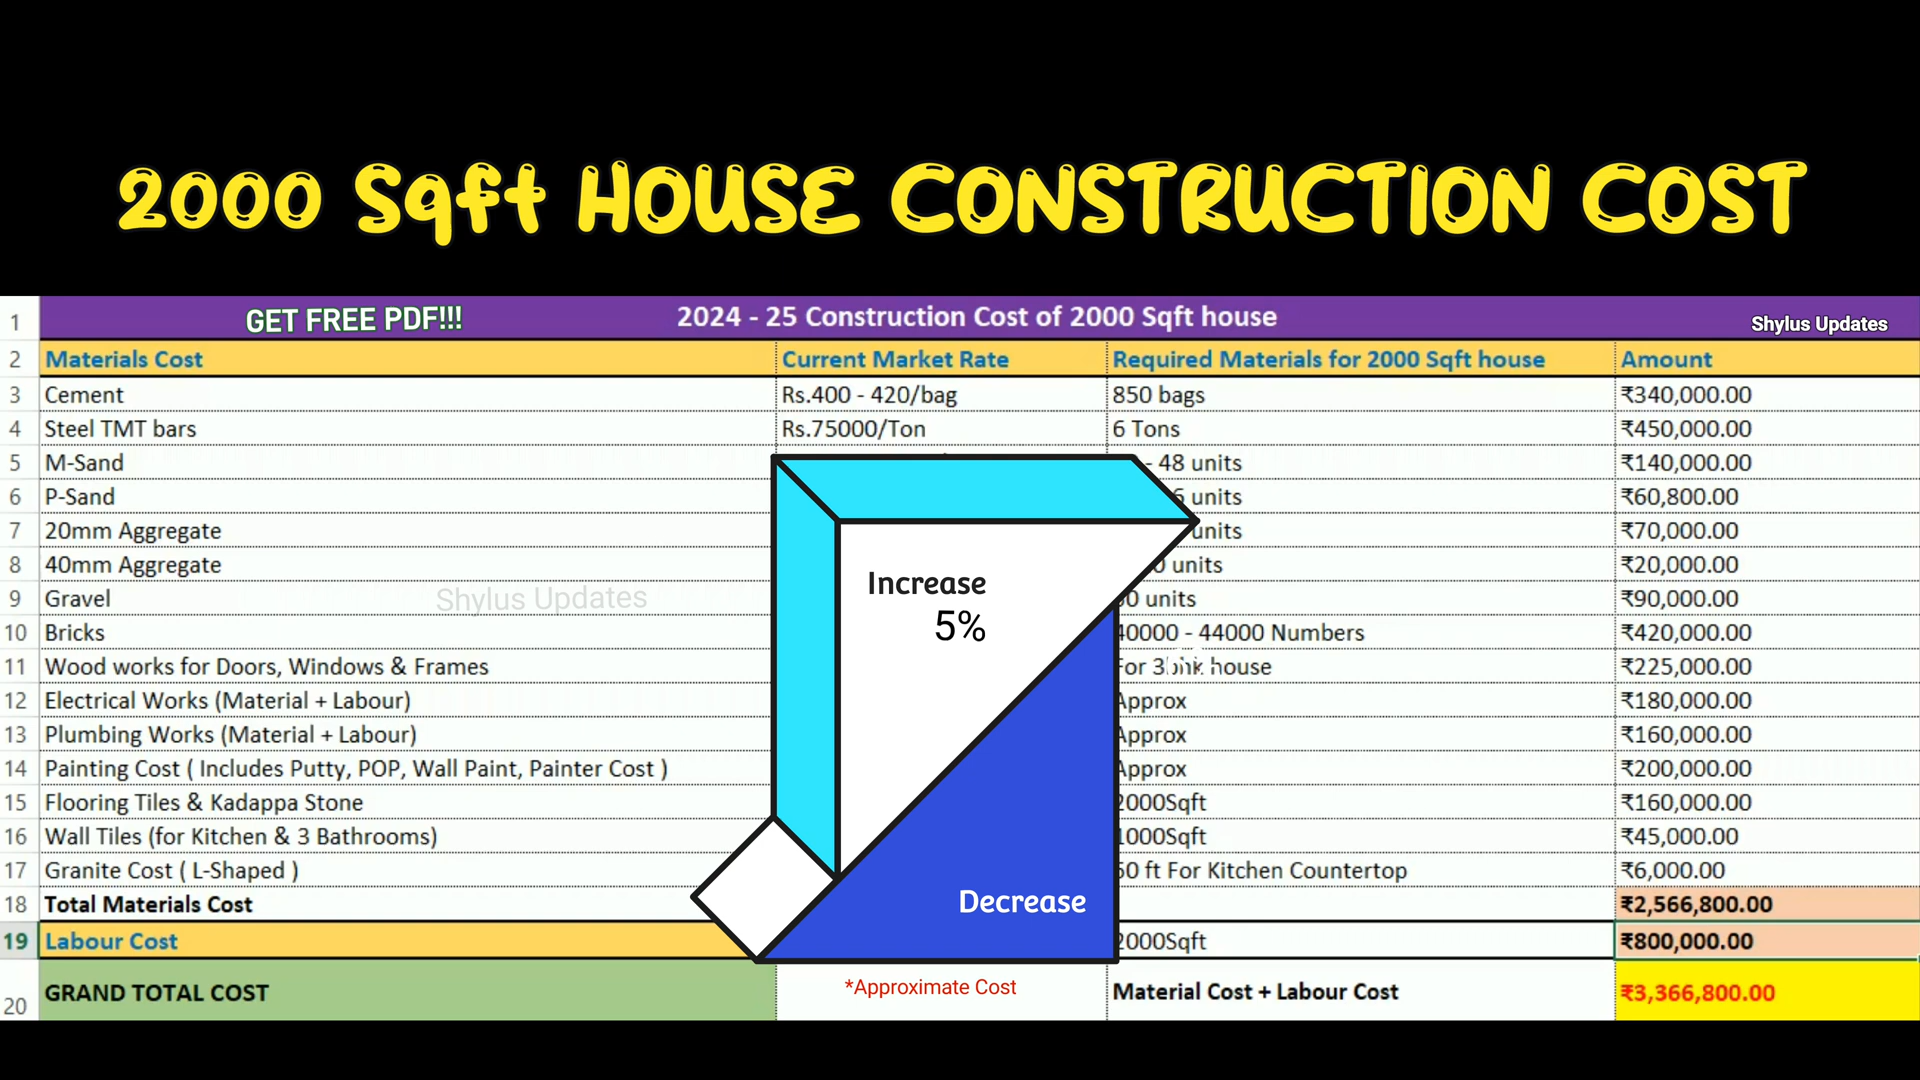 2000 Sqft HOUSE CONSTRUCTION COST
1 GET FREE PDF!!! 2024 - 25 Construction Cost of 2000 Sqft house Shylus Updates
2 Materials Cost Current Market Rate Required Materials for 2000 Sqft house Amount
3 Cement Rs.400 - 420/bag 850 bags ₹340,000.00
4 Steel TMT bars Rs.75000/Ton 6 Tons ₹450,000.00
5 M-Sand - 48 units ₹140,000.00
6 P-Sand units ₹60,800.00
7 20mm Aggregate units ₹70,000.00
8 40mm Aggregate units ₹20,000.00
9 Gravel units ₹90,000.00
10 Bricks 40000 - 44000 Numbers ₹420,000.00
11 Wood works for Doors, Windows & Frames For 3bhk house ₹225,000.00
12 Electrical Works (Material + Labour) Approx ₹180,000.00
13 Plumbing Works (Material + Labour) Approx ₹160,000.00
14 Painting Cost ( Includes Putty, POP, Wall Paint, Painter Cost ) Approx ₹200,000.00
15 Flooring Tiles & Kadappa Stone 2000Sqft ₹160,000.00
16 Wall Tiles (for Kitchen & 3 Bathrooms) 1000Sqft ₹45,000.00
17 Granite Cost ( L-Shaped ) ft For Kitchen Countertop ₹6,000.00
18 Total Materials Cost ₹2,566,800.00
19 Labour Cost 2000Sqft ₹800,000.00
20 GRAND TOTAL COST *Approximate Cost Material Cost + Labour Cost ₹3,366,800.00
Shylus Updates
Increase
5%
Decrease